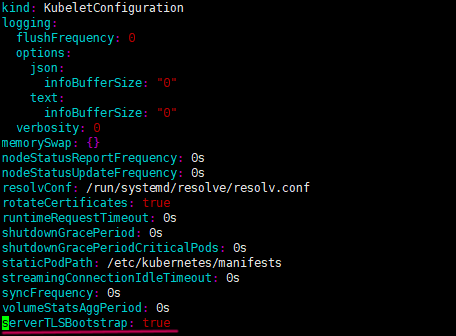 kind: KubeletConfiguration
logging:
  flushFrequency: 0
  options:
    json:
      infoBufferSize: "0"
    text:
      infoBufferSize: "0"
  verbosity: 0
memorySwap: {}
nodeStatusReportFrequency: 0s
nodeStatusUpdateFrequency: 0s
resolvConf: /run/systemd/resolve/resolv.conf
rotateCertificates: true
runtimeRequestTimeout: 0s
shutdownGracePeriod: 0s
shutdownGracePeriodCriticalPods: 0s
staticPodPath: /etc/kubernetes/manifests
streamingConnectionIdleTimeout: 0s
syncFrequency: 0s
volumeStatsAggPeriod: 0s
serverTLSBootstrap: true